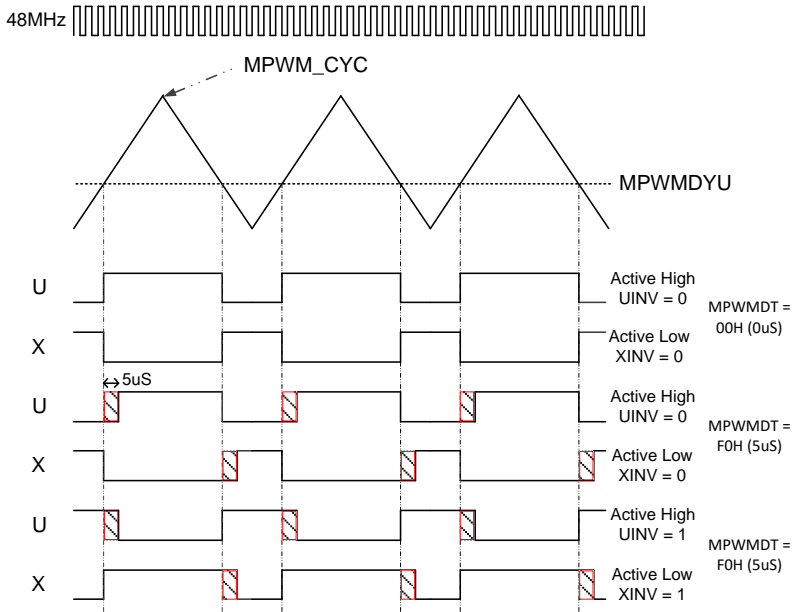 48MHz
MPWM_CYC
MPWMDYU
U
Active High
UINV = 0
X
Active Low
XINV = 0
MPWMDT =
00H (0uS)
5uS
U
Active High
UINV = 0
X
Active Low
XINV = 0
MPWMDT =
F0H (5uS)
U
Active High
UINV = 1
X
Active Low
XINV = 1
MPWMDT =
F0H (5uS)